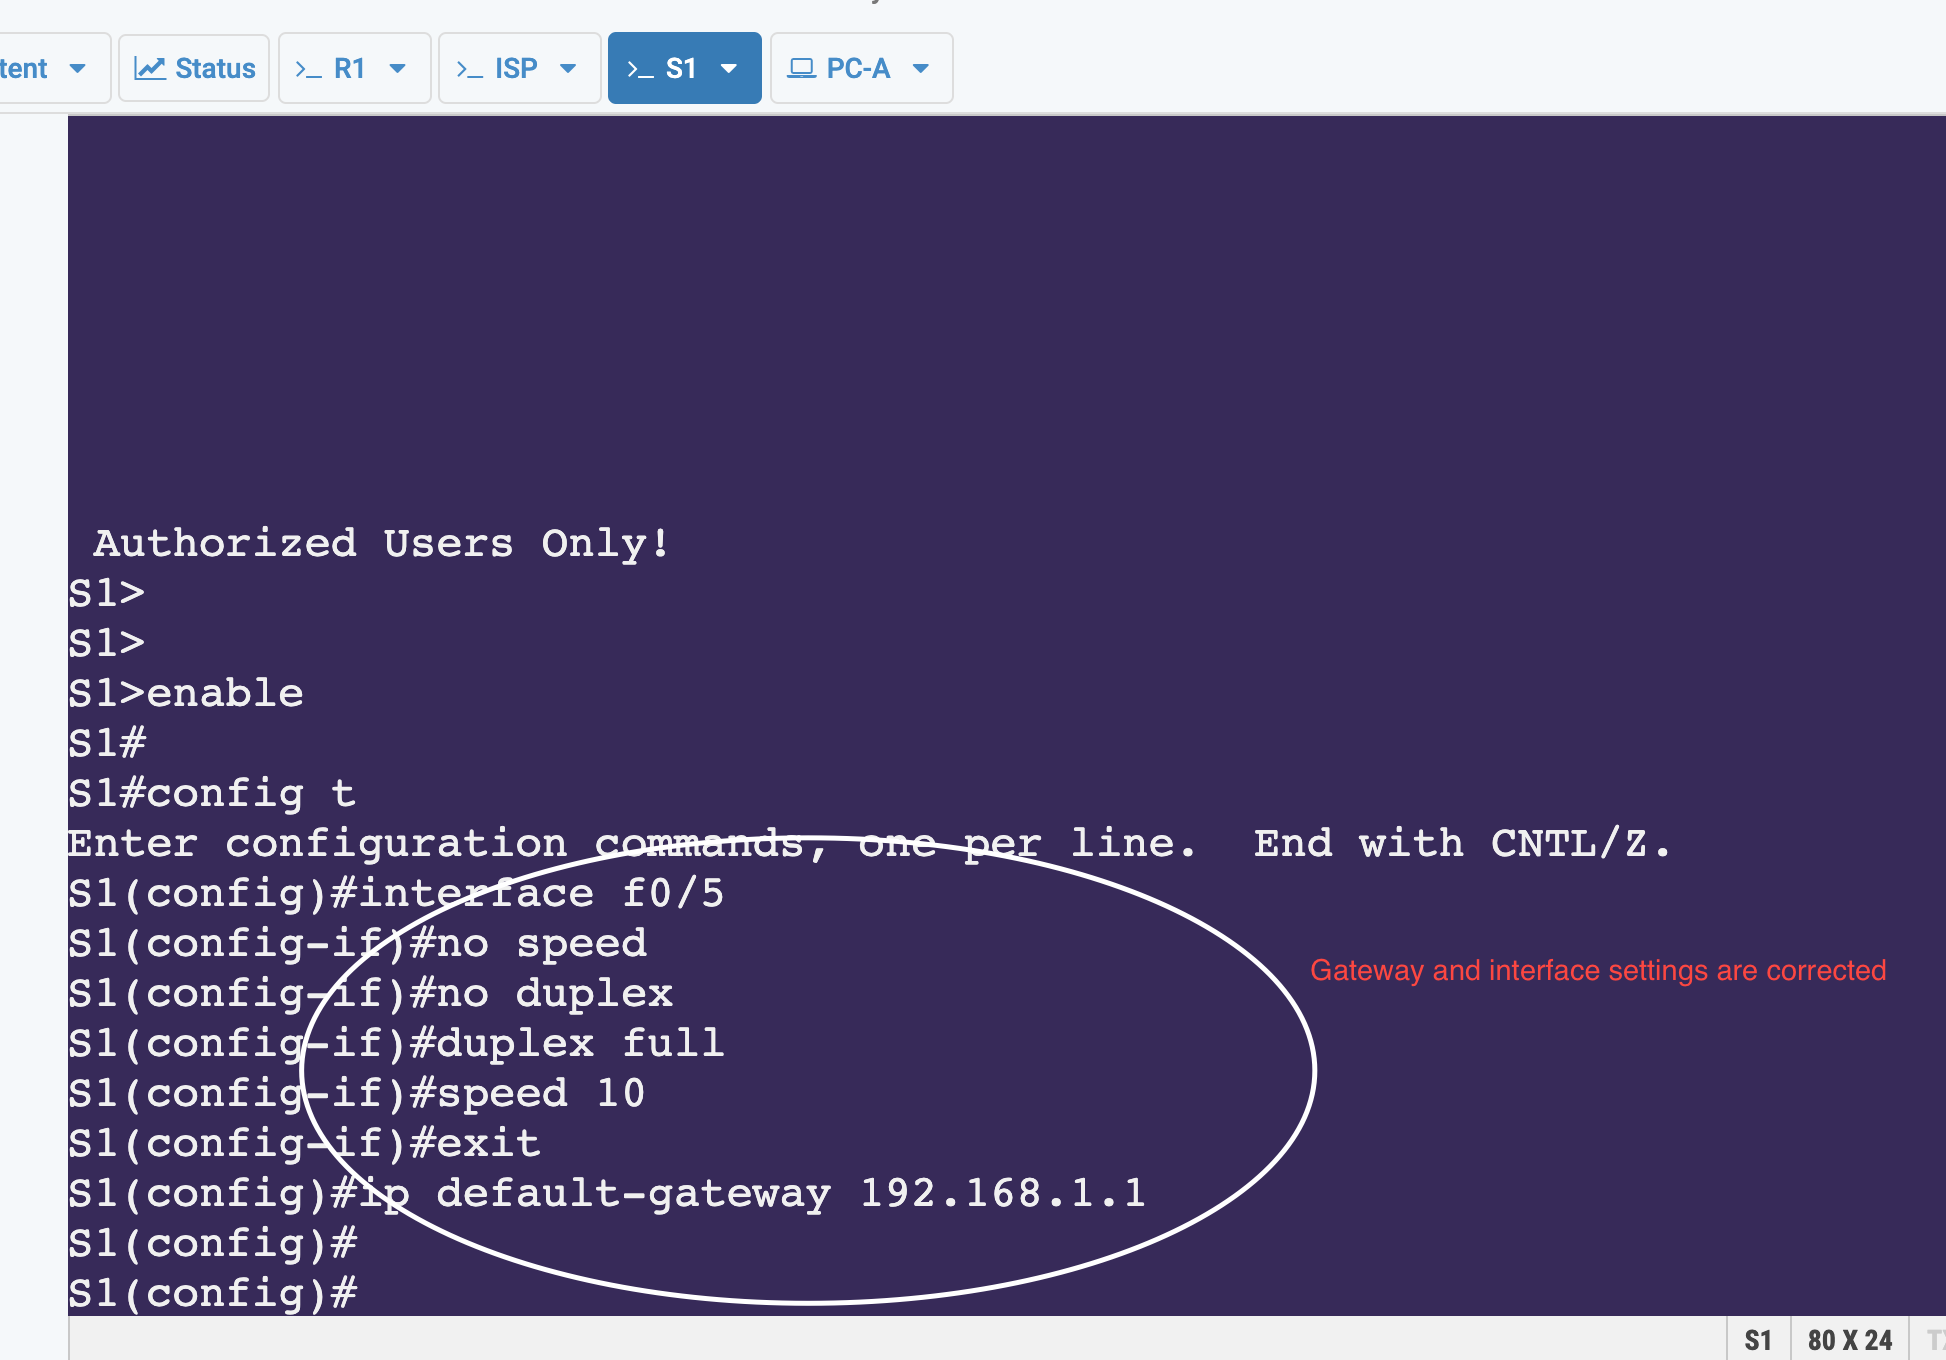 tent
Status
>_ R1
>_ ISP
>_ S1
PC-A
Authorized Users Only!
S1>
S1>
S1>enable
S1#
S1#config t
Enter configuration commands, one per line.  End with CNTL/Z.
S1(config)#interface f0/5
S1(config-if)#no speed
S1(config-if)#no duplex
S1(config-if)#duplex full
S1(config-if)#speed 10
S1(config-if)#exit
S1(config)#ip default-gateway 192.168.1.1
S1(config)#
S1(config)#
Gateway and interface settings are corrected
S1
80 X 24